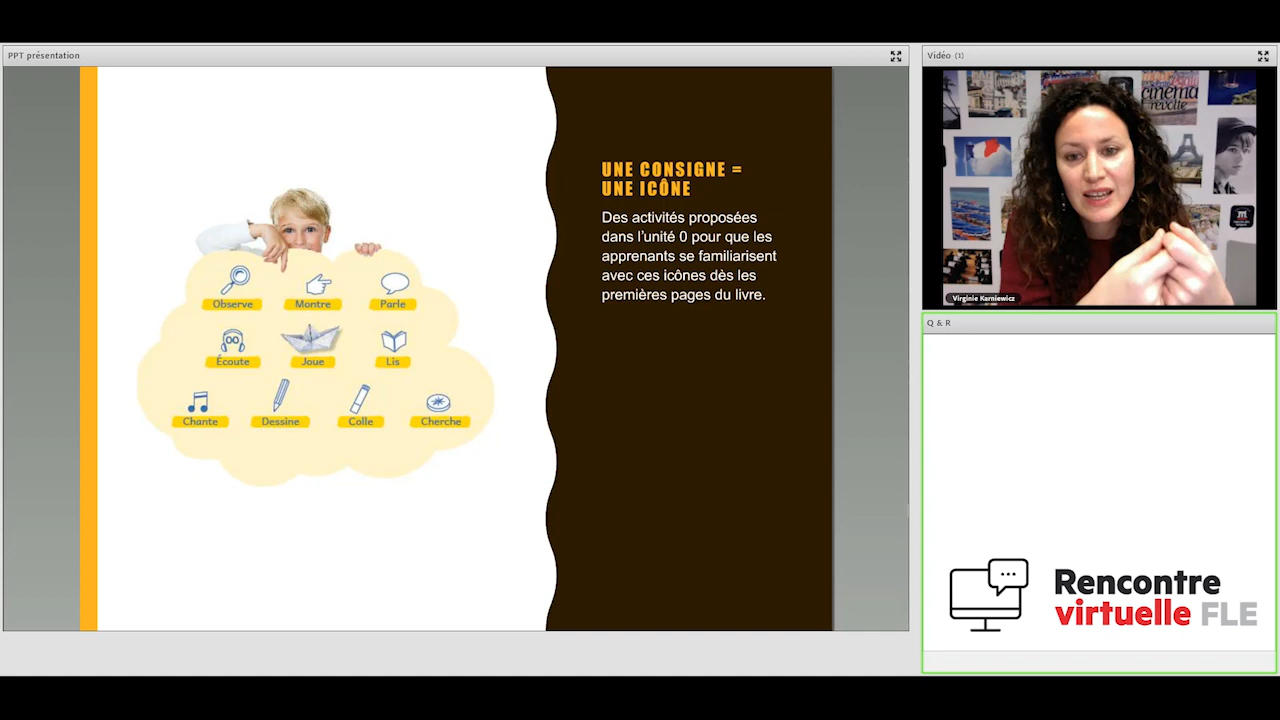 PPT présentation
UNE CONSIGNE =
UNE ICÔNE
Des activités proposées
dans l'unité 0 pour que les
apprenants se familiarisent
avec ces icônes dès les
premières pages du livre.
Observe
Montre
Parle
Écoute
Joue
Lis
Chante
Dessine
Colle
Cherche
Vidéo (1)
cinéma
révolte
Virginie Karniewicz
Q & R
Rencontre
virtuelle FLE